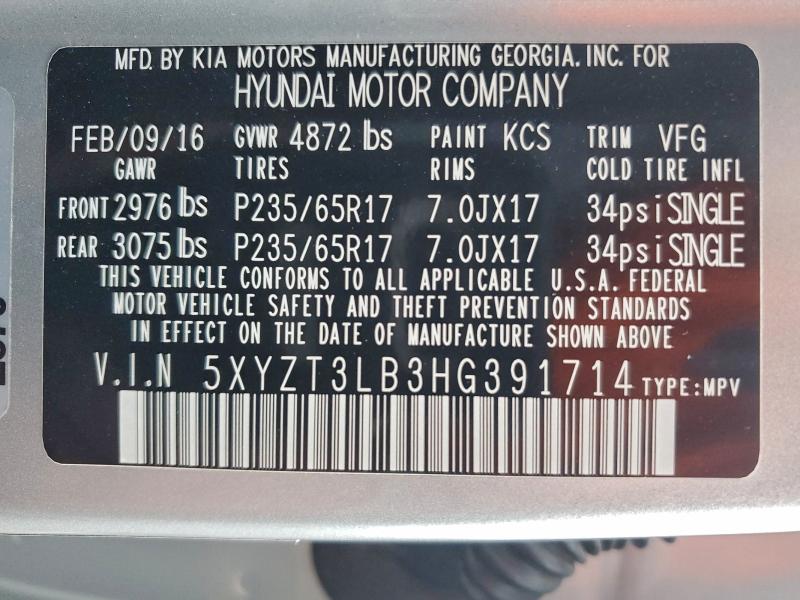 MFD. BY KIA MOTORS MANUFACTURING GEORGIA. INC. FOR
HYUNDAI MOTOR COMPANY
FEB/09/16 GVWR 4872 lbs PAINT KCS TRIM VFG
GAWR TIRES RIMS COLD TIRE INFL
FRONT 2976 lbs P235/65R17 7.0JX17 34psi SINGLE
REAR 3075 lbs P235/65R17 7.0JX17 34psi SINGLE
THIS VEHICLE CONFORMS TO ALL APPLICABLE U.S.A. FEDERAL
MOTOR VEHICLE SAFETY AND THEFT PREVENTION STANDARDS
IN EFFECT ON THE DATE OF MANUFACTURE SHOWN ABOVE
V.I.N 5XYZT3LB3HG391714 TYPE:MPV